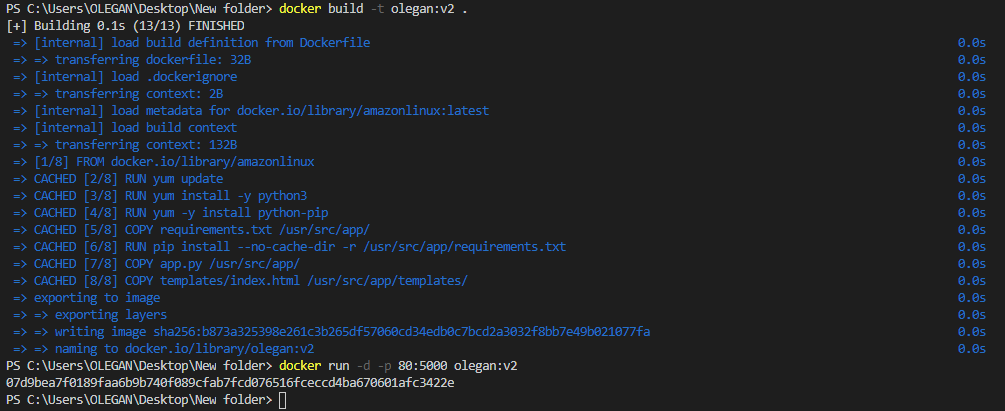 PS C:\Users\OLEGAN\Desktop\New folder> docker build -t olegan:v2 .
[+] Building 0.1s (13/13) FINISHED
=> [internal] load build definition from Dockerfile 0.0s
=> => transferring dockerfile: 32B 0.0s
=> [internal] load .dockerignore 0.0s
=> => transferring context: 2B 0.0s
=> [internal] load metadata for docker.io/library/amazonlinux:latest 0.0s
=> [internal] load build context 0.0s
=> => transferring context: 132B 0.0s
=> [1/8] FROM docker.io/library/amazonlinux 0.0s
=> CACHED [2/8] RUN yum update 0.0s
=> CACHED [3/8] RUN yum install -y python3 0.0s
=> CACHED [4/8] RUN yum -y install python-pip 0.0s
=> CACHED [5/8] COPY requirements.txt /usr/src/app/ 0.0s
=> CACHED [6/8] RUN pip install --no-cache-dir -r /usr/src/app/requirements.txt 0.0s
=> CACHED [7/8] COPY app.py /usr/src/app/ 0.0s
=> CACHED [8/8] COPY templates/index.html /usr/src/app/templates/ 0.0s
=> exporting to image 0.0s
=> => exporting layers 0.0s
=> => writing image sha256:b873a325398e261c3b265df57060cd34edb0c7bcd2a3032f8bb7e49b021077fa 0.0s
=> => naming to docker.io/library/olegan:v2 0.0s
PS C:\Users\OLEGAN\Desktop\New folder> docker run -d -p 80:5000 olegan:v2
07d9bea7f0189faa6b9b740f089cfab7fcd076516fceccd4ba670601afc3422e
PS C:\Users\OLEGAN\Desktop\New folder>